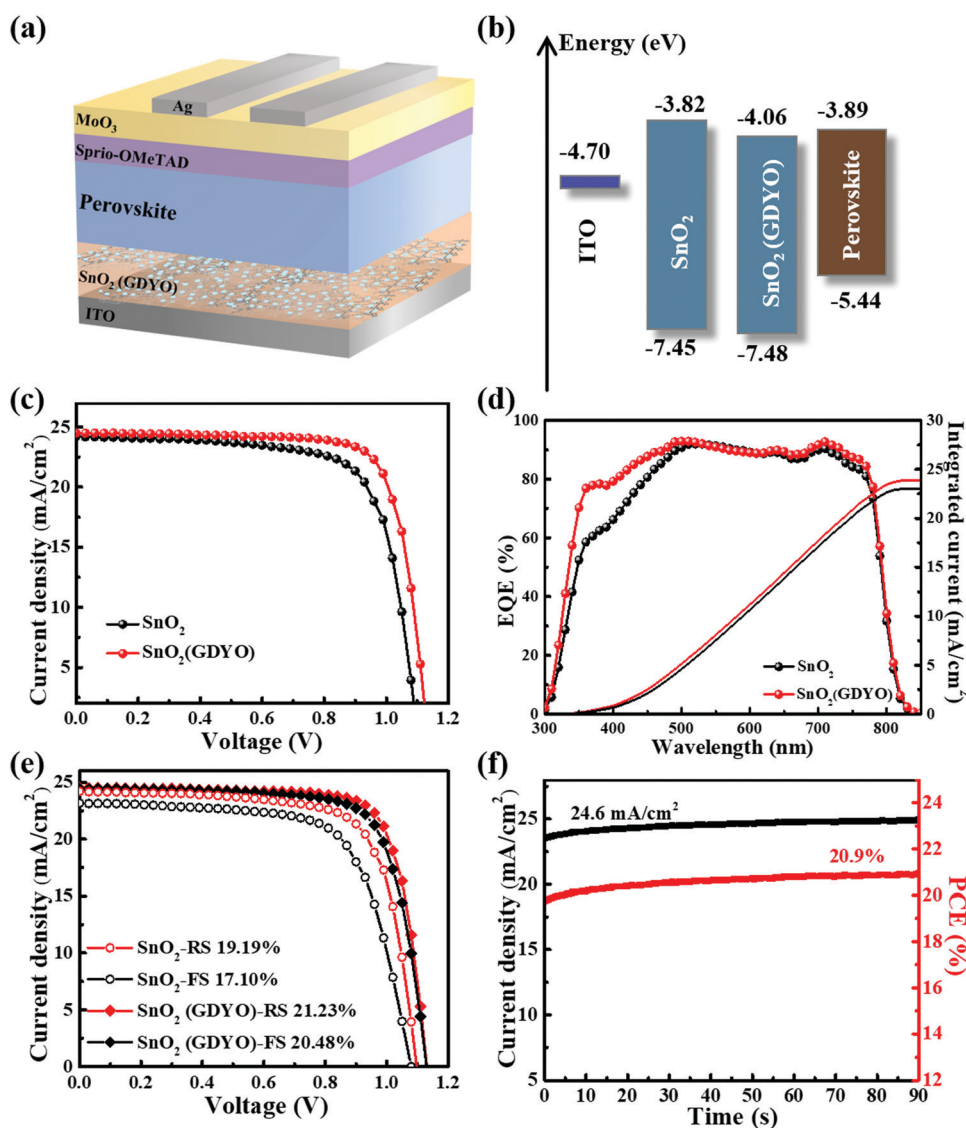 (a)
Ag
MoO3
Sprio-OMeTAD
Perovskite
SnO2 (GDYO)
ITO
(b)
Energy (eV)
-4.70
ITO
-3.82
SnO2
-7.45
-4.06
SnO2 (GDYO)
-7.48
-3.89
Perovskite
-5.44
(c)
Current density (mA/cm2)
25
20
15
10
5
SnO2
SnO2(GDYO)
0.0 0.2 0.4 0.6 0.8 1.0 1.2
Voltage (V)
(d)
EQE (%)
100
90
80
60
40
20
0
SnO2
SnO2(GDYO)
300 400 500 600 700 800
Wavelength (nm)
30
25
20
15
10
5
0
Integrated current (mA/cm2)
(e)
Current density (mA/cm2)
25
20
15
10
5
0
SnO2-RS 19.19%
SnO2-FS 17.10%
SnO2 (GDYO)-RS 21.23%
SnO2 (GDYO)-FS 20.48%
0.0 0.2 0.4 0.6 0.8 1.0 1.2
Voltage (V)
(f)
Current density (mA/cm2)
30
25
20
15
10
5
24.6 mA/cm2
20.9%
0 10 20 30 40 50 60 70 80 90
Time (s)
24
22
20
18
16
14
12
PCE (%)